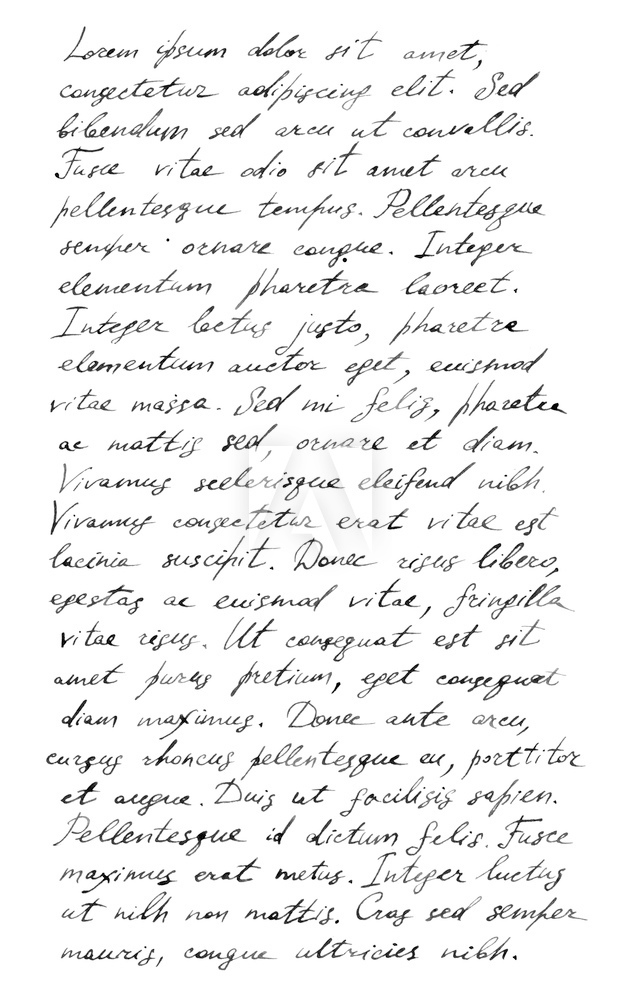 Lorem ipsum dolor sit amet,
consectetur adipiscing elit. Sed
bibendum sed arcu ut convallis.
Fusce vitae odio sit amet arcu
pellentesque tempus. Pellentesque
semper ornare congue. Integer
elementum pharetra laoreet.
Integer lectus justo, pharetra
elementum auctor eget, euismod
vitae massa. Sed mi felis, pharetra
ac mattis sed, ornare et diam.
Vivamus scelerisque eleifend nibh.
Vivamus consectetur erat vitae est
lacinia suscipit. Donec risus libero,
egestas ac euismod vitae, fringilla
vitae risus. Ut consequat est sit
amet purus pretium, eget consequat
diam maximus. Donec ante arcu,
cursus rhoncus pellentesque eu, porttitor
et augue. Duis ut facilisis sapien.
Pellentesque id dictum felis. Fusce
maximus erat metus. Integer luctus
ut nibh non mattis. Cras sed semper
mauris, congue ultricies nibh.